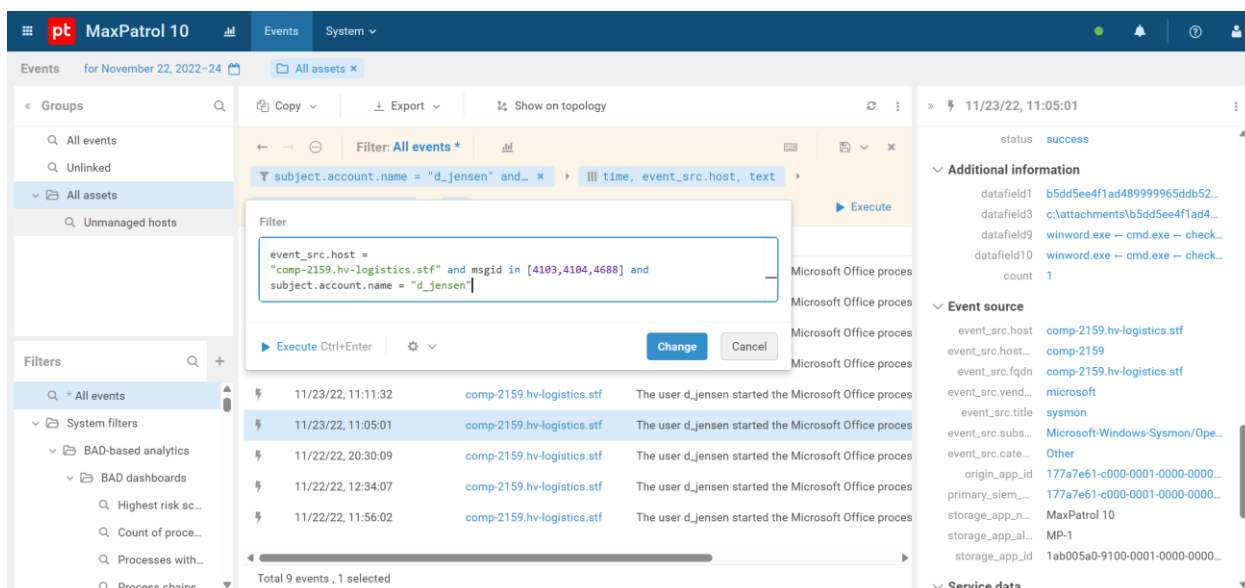 pt MaxPatrol 10 Events System
Events for November 22, 2022–24 All assets ×
« Groups
All events
Unlinked
All assets
Unmanaged hosts
Filters +
* All events
System filters
BAD-based analytics
BAD dashboards
Highest risk sc...
Count of proce...
Processes with...
Process chains
Copy Export Show on topology
Filter: All events *
subject.account.name = "d_jensen" and… × time, event_src.host, text
Execute
Filter
event_src.host =
"comp-2159.hv-logistics.stf" and msgid in [4103,4104,4688] and
subject.account.name = "d_jensen"
Execute Ctrl+Enter Change Cancel
Microsoft Office proces
Microsoft Office proces
Microsoft Office proces
Microsoft Office proces
11/23/22, 11:11:32 comp-2159.hv-logistics.stf The user d_jensen started the Microsoft Office proces
11/23/22, 11:05:01 comp-2159.hv-logistics.stf The user d_jensen started the Microsoft Office proces
11/22/22, 20:30:09 comp-2159.hv-logistics.stf The user d_jensen started the Microsoft Office proces
11/22/22, 12:34:07 comp-2159.hv-logistics.stf The user d_jensen started the Microsoft Office proces
11/22/22, 11:56:02 comp-2159.hv-logistics.stf The user d_jensen started the Microsoft Office proces
Total 9 events , 1 selected
» 11/23/22, 11:05:01
status success
Additional information
datafield1 b5dd5ee4f1ad489999965ddb52...
datafield3 c:\attachments\b5dd5ee4f1ad4...
datafield9 winword.exe ← cmd.exe ← check...
datafield10 winword.exe ← cmd.exe ← check...
count 1
Event source
event_src.host comp-2159.hv-logistics.stf
event_src.host... comp-2159
event_src.fqdn comp-2159.hv-logistics.stf
event_src.vend... microsoft
event_src.title sysmon
event_src.subs... Microsoft-Windows-Sysmon/Ope...
event_src.cate... Other
origin_app_id 177a7e61-c000-0001-0000-0000...
primary_siem_... 177a7e61-c000-0001-0000-0000...
storage_app_n... MaxPatrol 10
storage_app_al... MP-1
storage_app_id 1ab005a0-9100-0001-0000-0000...
Service data